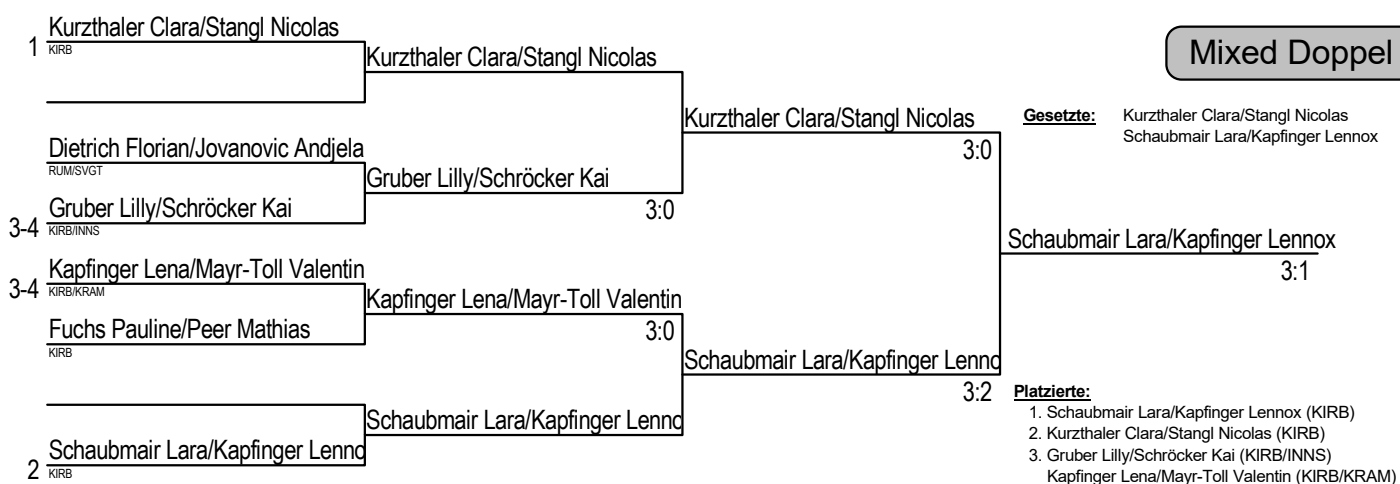 Mixed Doppel
1 Kurzthaler Clara/Stangl Nicolas
KIRB
Dietrich Florian/Jovanovic Andjela
RUM/SVGT
3-4 Gruber Lilly/Schröcker Kai
KIRB/INNS
3-4 Kapfinger Lena/Mayr-Toll Valentin
KIRB/KRAM
Fuchs Pauline/Peer Mathias
KIRB
2 Schaubmair Lara/Kapfinger Lenno
KIRB
Kurzthaler Clara/Stangl Nicolas
Gruber Lilly/Schröcker Kai
3:0
Kapfinger Lena/Mayr-Toll Valentin
3:0
Schaubmair Lara/Kapfinger Lenno
Kurzthaler Clara/Stangl Nicolas
3:0
Schaubmair Lara/Kapfinger Lenno
3:2
Schaubmair Lara/Kapfinger Lennox
3:1
Gesetzte: Kurzthaler Clara/Stangl Nicolas
Schaubmair Lara/Kapfinger Lennox
Platzierte:
1. Schaubmair Lara/Kapfinger Lennox (KIRB)
2. Kurzthaler Clara/Stangl Nicolas (KIRB)
3. Gruber Lilly/Schröcker Kai (KIRB/INNS)
Kapfinger Lena/Mayr-Toll Valentin (KIRB/KRAM)